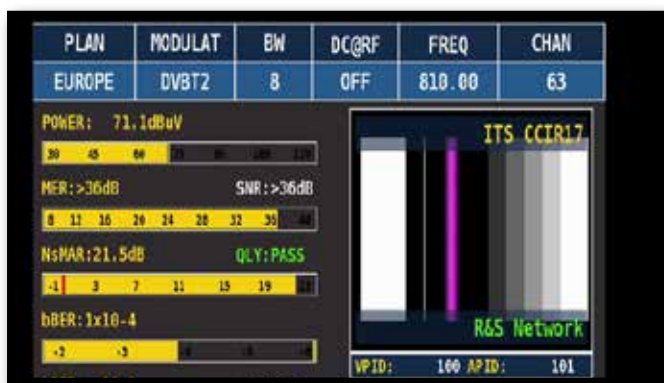 PLAN MODULAT BW DC@RF FREQ CHAN
EUROPE DVBT2 8 OFF 810.00 63
POWER: 71.1dBuV
30 45 60
MER:>36dB SNR:>36dB
8 12 16 20 24 28 32 36 40
NsMAR:21.5dB QLY:PASS
-1 3 7 11 15 19
bBER:1x10-4
-2 -3
ITS CCIR17
R&S Network
VPID: 100 APID: 101